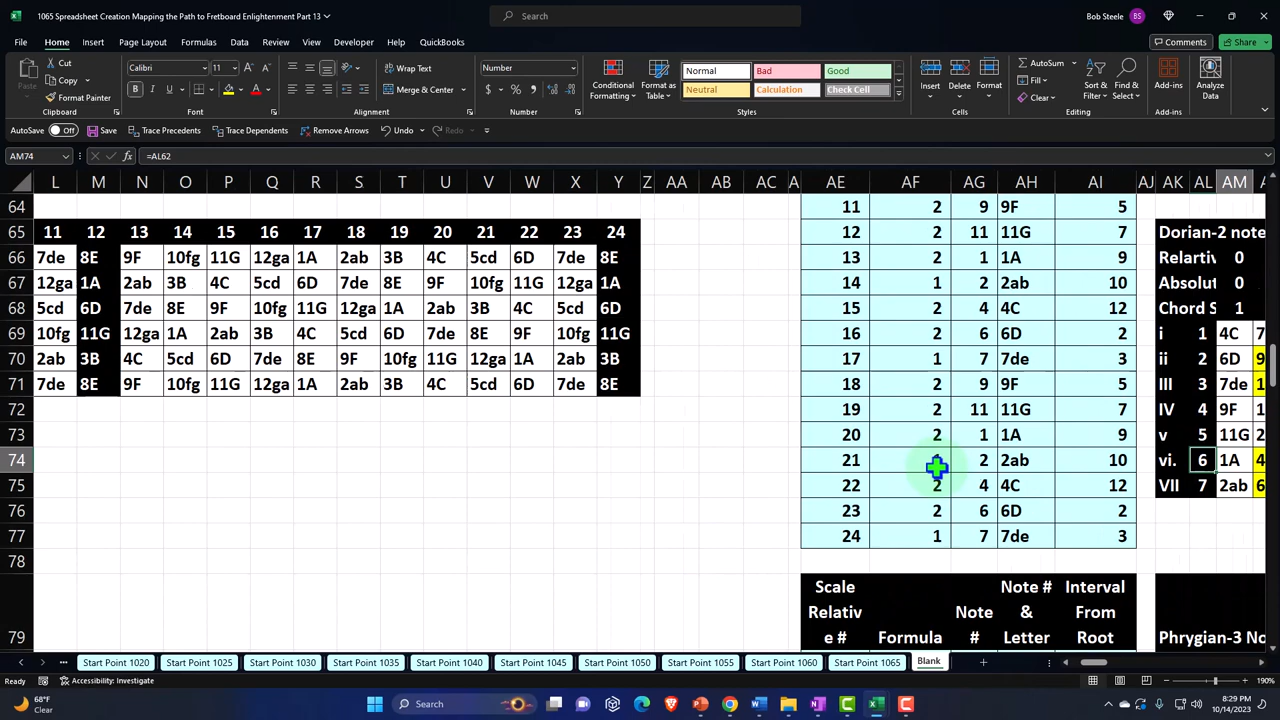 1065 Spreadsheet Creation Mapping the Path to Fretboard Enlightenment Part 13
Search
Bob Steele BS
File Home Insert Page Layout Formulas Data Review View Developer Help QuickBooks
Comments Share
Paste Cut Copy Format Painter
Calibri 11
Wrap Text
Merge & Center
Number
Conditional Formatting Format as Table
Normal Bad Good
Neutral Calculation Check Cell
Insert Delete Format
AutoSum Fill Clear
Sort & Filter Find & Select
Add-ins
Analyze Data
Clipboard Font Alignment Number Styles Cells Editing Add-ins
AutoSave Off Save Trace Precedents Trace Dependents Remove Arrows Undo Redo
AM74 fx =AL62
L M N O P Q R S T U V W X Y Z AA AB AC A AE AF AG AH AI AJ AK AL AM
64 11 2 9 9F 5
65 11 12 13 14 15 16 17 18 19 20 21 22 23 24 12 2 11 11G 7 Dorian-2 note
66 7de 8E 9F 10fg 11G 12ga 1A 2ab 3B 4C 5cd 6D 7de 8E 13 2 1 1A 9 Relativ 0
67 12ga 1A 2ab 3B 4C 5cd 6D 7de 8E 9F 10fg 11G 12ga 1A 14 1 2 2ab 10 Absolut 0
68 5cd 6D 7de 8E 9F 10fg 11G 12ga 1A 2ab 3B 4C 5cd 6D 15 2 4 4C 12 Chord S 1
69 10fg 11G 12ga 1A 2ab 3B 4C 5cd 6D 7de 8E 9F 10fg 11G 16 2 6 6D 2 i 1 4C 7
70 2ab 3B 4C 5cd 6D 7de 8E 9F 10fg 11G 12ga 1A 2ab 3B 17 1 7 7de 3 ii 2 6D 9
71 7de 8E 9F 10fg 11G 12ga 1A 2ab 3B 4C 5cd 6D 7de 8E 18 2 9 9F 5 III 3 7de 1
72 19 2 11 11G 7 IV 4 9F 1
73 20 2 1 1A 9 v 5 11G 2
74 21 2 2ab 10 vi. 6 1A 4
75 22 2 4 4C 12 VII 7 2ab 6
76 23 2 6 6D 2
77 24 1 7 7de 3
78
79 Scale Relativ e # Formula Note # Note # & Letter Interval From Root Phrygian-3 No
Start Point 1020 Start Point 1025 Start Point 1030 Start Point 1035 Start Point 1040 Start Point 1045 Start Point 1050 Start Point 1055 Start Point 1060 Start Point 1065 Blank
Ready Accessibility: Investigate 190%
68°F
Clear
Search
8:29 PM
10/14/2023